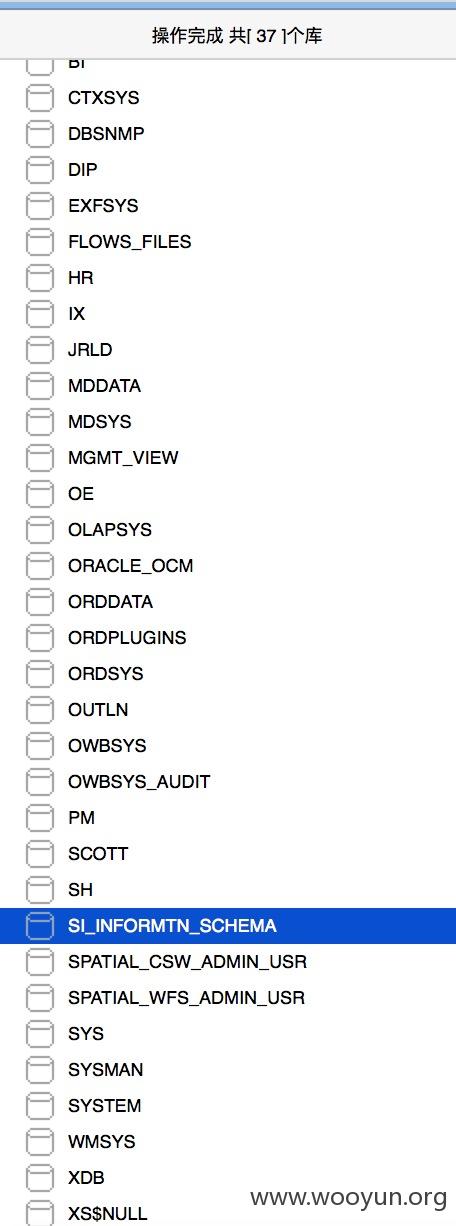 操作完成 共[ 37 ]个库
BI
CTXSYS
DBSNMP
DIP
EXFSYS
FLOWS_FILES
HR
IX
JRLD
MDDATA
MDSYS
MGMT_VIEW
OE
OLAPSYS
ORACLE_OCM
ORDDATA
ORDPLUGINS
ORDSYS
OUTLN
OWBSYS
OWBSYS_AUDIT
PM
SCOTT
SH
SI_INFORMTN_SCHEMA
SPATIAL_CSW_ADMIN_USR
SPATIAL_WFS_ADMIN_USR
SYS
SYSMAN
SYSTEM
WMSYS
XDB
XS$NULL
www.wooyun.org